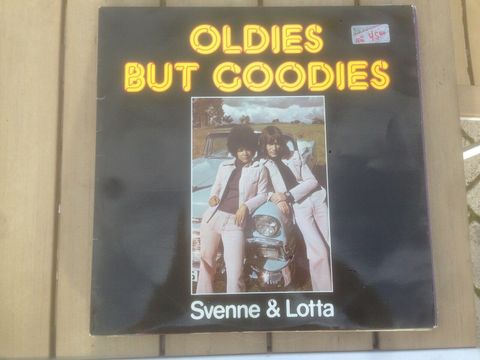 OLDIES
BUT GOODIES
Svenne & Lotta